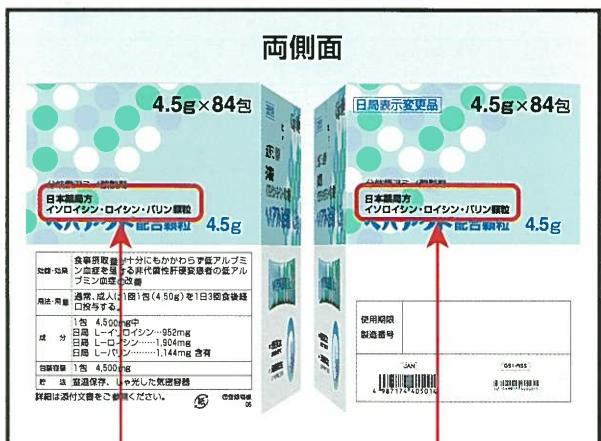 両側面
4.5g×84包
日本薬局方
イソロイシン・ロイシン・バリン顆粒
配合顆粒 4.5g
効能・効果 食事摂取量が十分にもかかわらず低アルブミン血症を呈する非代償性肝硬変患者の低アルブミン血症の改善
用法・用量 通常、成人は1回1包(4.50g)を1日3回食後経口投与する。
成分
1包 4,500mg中
日局 L-イソロイシン…952mg
日局 L-ロイシン……1,904mg
日局 L-バリン………1,144mg 含有
包装容量 1包 4,500mg
貯法 室温保存、しゃ光した気密容器
詳細は添付文書をご参照ください。
日局表示変更品
4.5g×84包
日本薬局方
イソロイシン・ロイシン・バリン顆粒
配合顆粒 4.5g
使用期限
製造番号
JAN
4 987174 405014
GS1-RSS